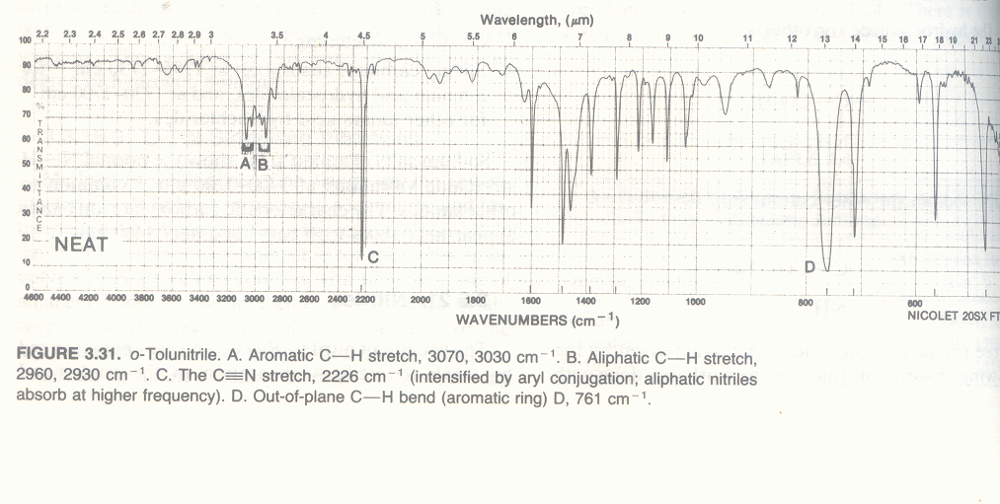 Wavelength, (μm)
2.2 2.3 2.4 2.5 2.6 2.7 2.8 2.9 3 3.5 4 4.5 5 5.5 6 7 8 9 10 11 12 13 14 15 16 17 18 19 21 23
100
90
80
%
70
TRANSMITTANCE
60
50
A B
40
30
20
NEAT
C
10
D
0
4600 4400 4200 4000 3800 3600 3400 3200 3000 2800 2600 2400 2200 2000 1800 1600 1400 1200 1000 800 600
WAVENUMBERS (cm⁻¹)
NICOLET 20SX FT
FIGURE 3.31. o-Tolunitrile. A. Aromatic C—H stretch, 3070, 3030 cm⁻¹. B. Aliphatic C—H stretch,
2960, 2930 cm⁻¹. C. The C≡N stretch, 2226 cm⁻¹ (intensified by aryl conjugation; aliphatic nitriles
absorb at higher frequency). D. Out-of-plane C—H bend (aromatic ring) D, 761 cm⁻¹.